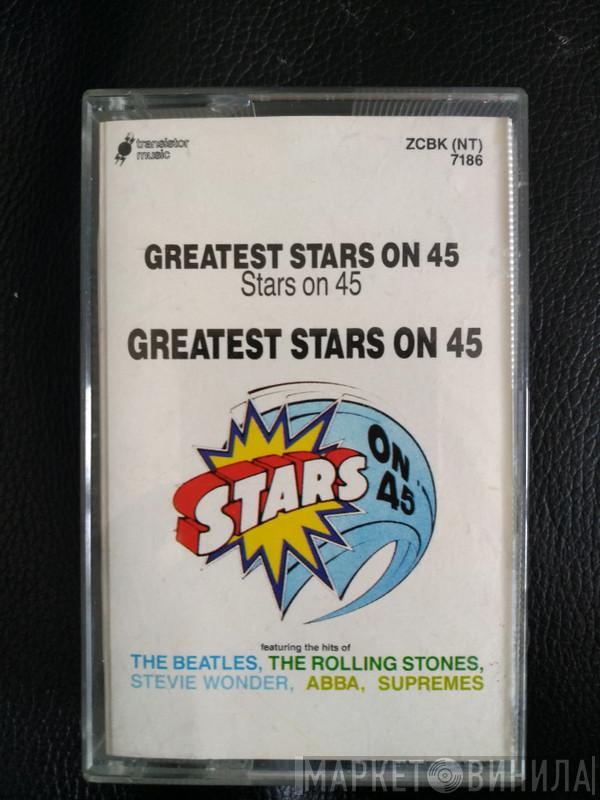 transistor
music
ZCBK (NT)
7186
GREATEST STARS ON 45
Stars on 45
GREATEST STARS ON 45
STARS
ON
45
featuring the hits of
THE BEATLES, THE ROLLING STONES,
STEVIE WONDER, ABBA, SUPREMES
МАРКЕТ ВИНИЛА